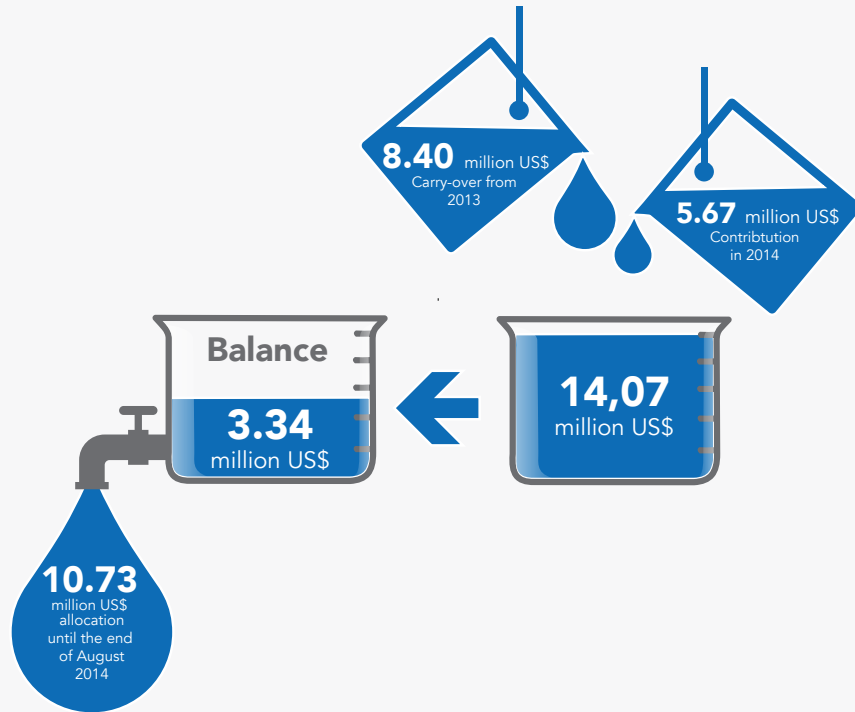 8.40 million US$
Carry-over from
2013
5.67 million US$
Contribtution
in 2014
Balance
3.34
million US$
14,07
million US$
10.73
million US$
allocation
until the end
of August
2014